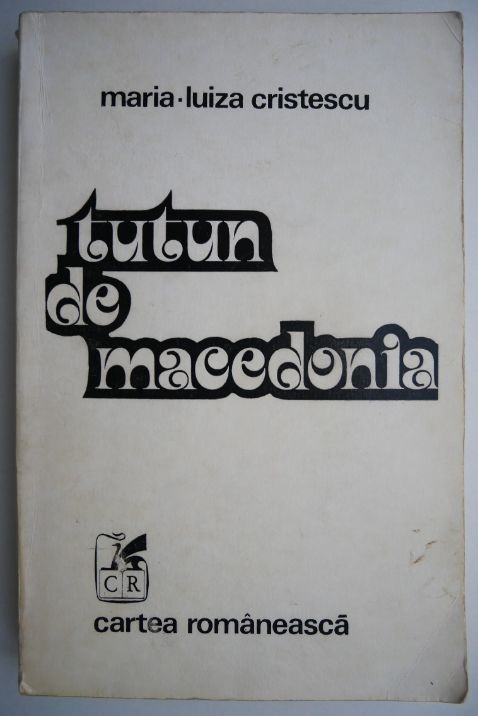 maria-luiza cristescu
tutun
de
macedonia
CR
cartea românească